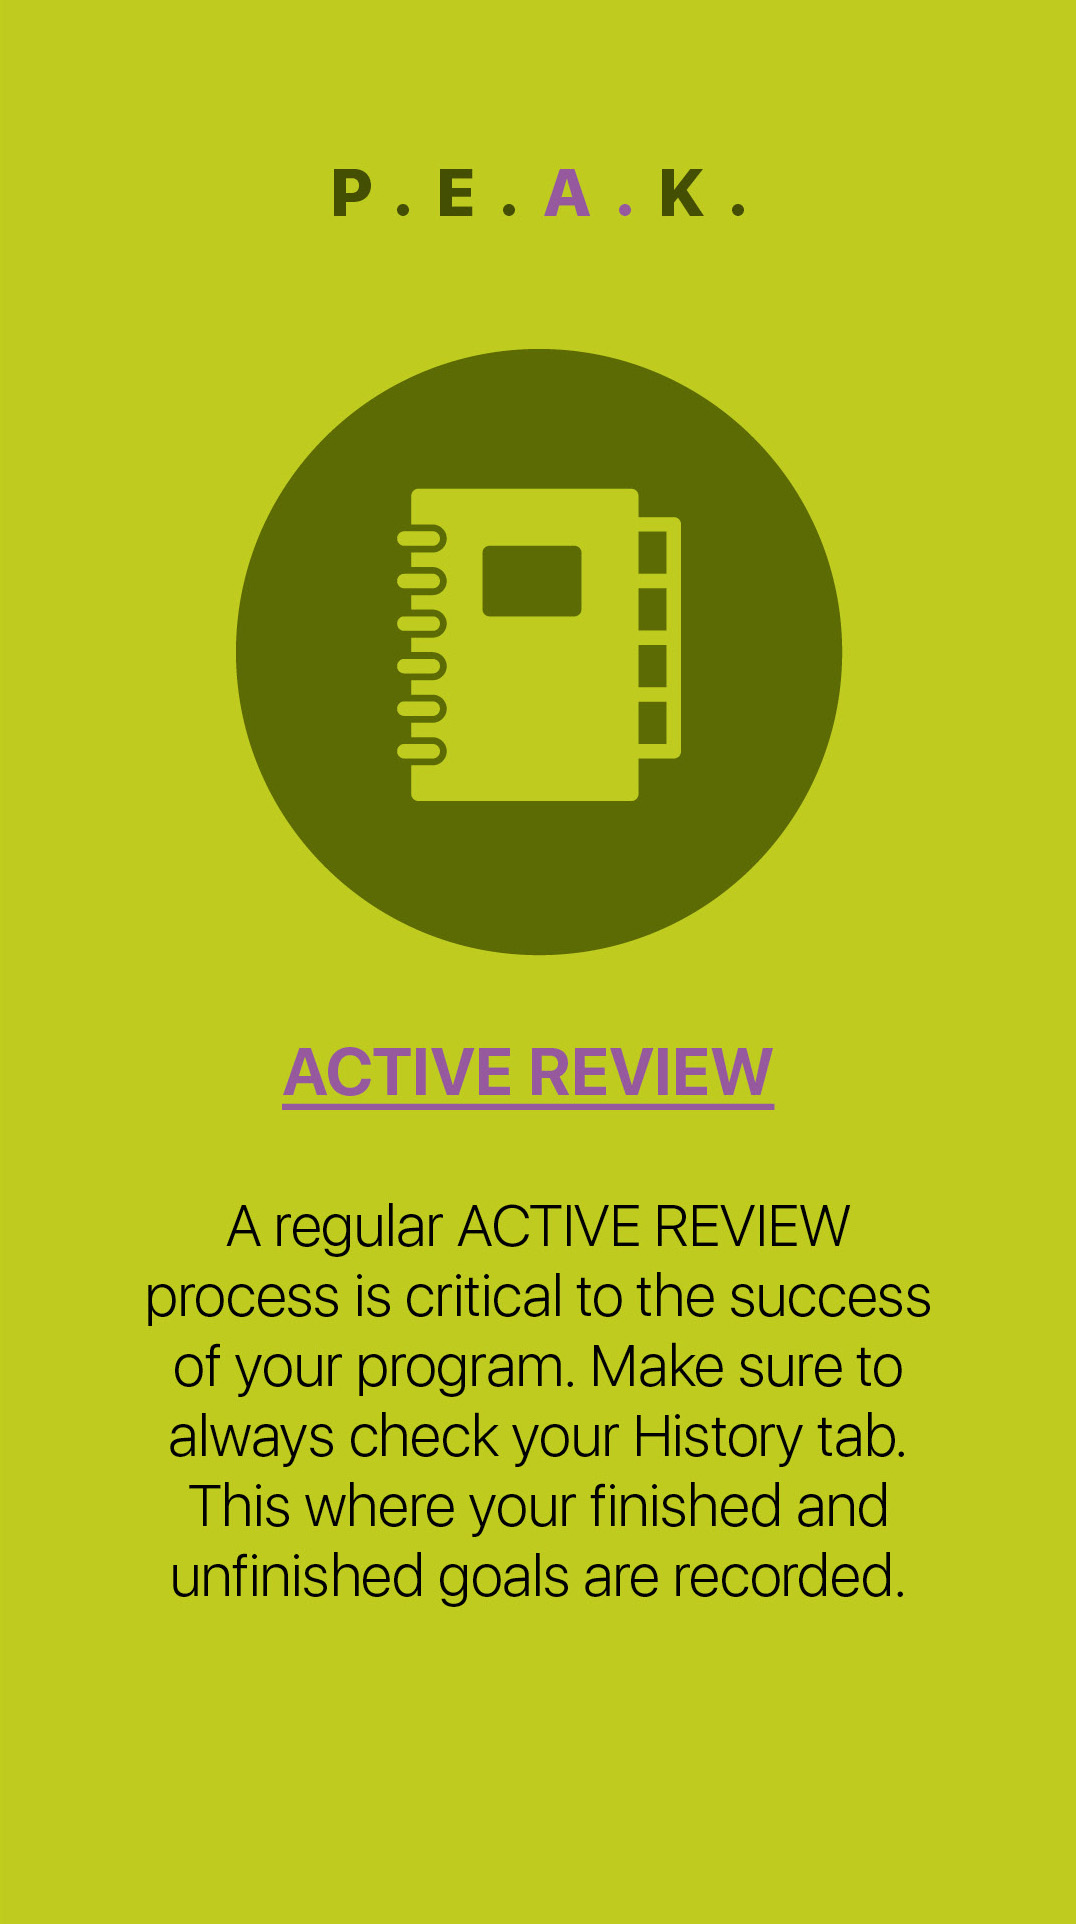 P.E.A.K.
ACTIVE REVIEW
A regular ACTIVE REVIEW
process is critical to the success
of your program. Make sure to
always check your History tab.
This where your finished and
unfinished goals are recorded.